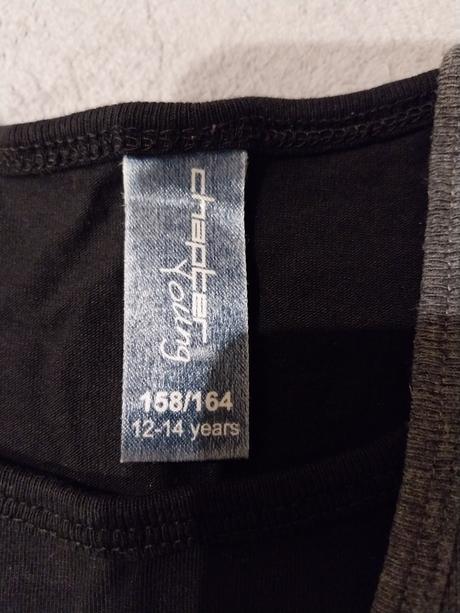 chapter
Young
158/164
12-14 years